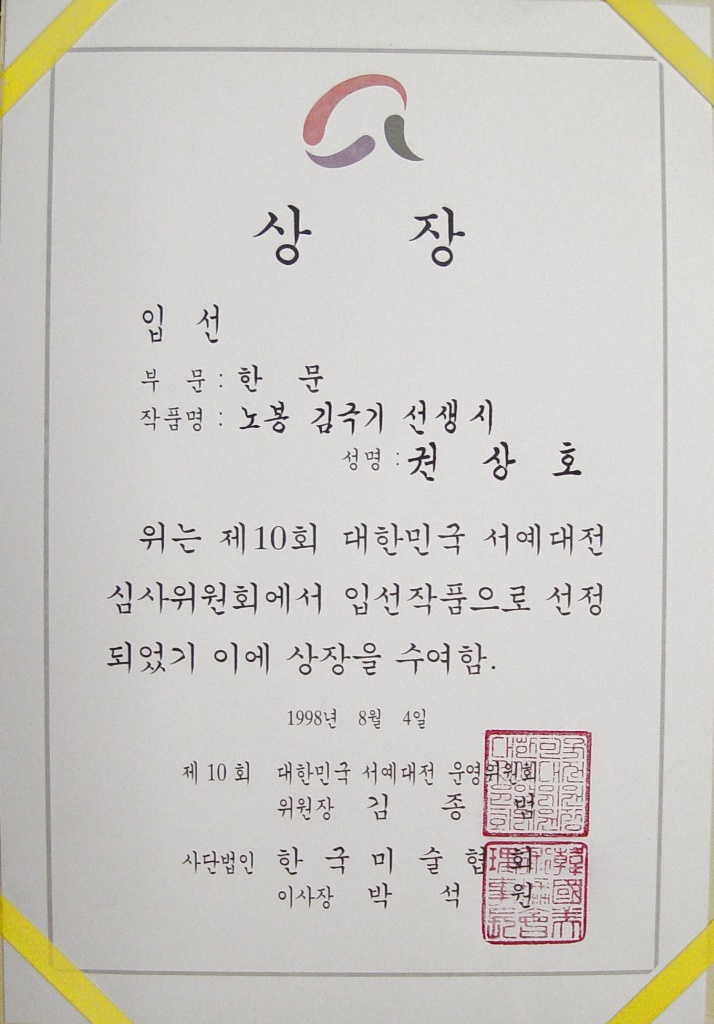 상 장
입 선
부 문 : 한 문
작품명 : 노봉 김극기 선생 시
성명 : 권 상 호
위는 제10회 대한민국 서예대전
심사위원회에서 입선작품으로 선정
되었기 이에 상장을 수여함.
1998년 8월 4일
제 10 회 대한민국 서예대전 운영위원회
위원장 김 종 범
사단법인 한 국 미 술 협 회
이사장 박 석 원